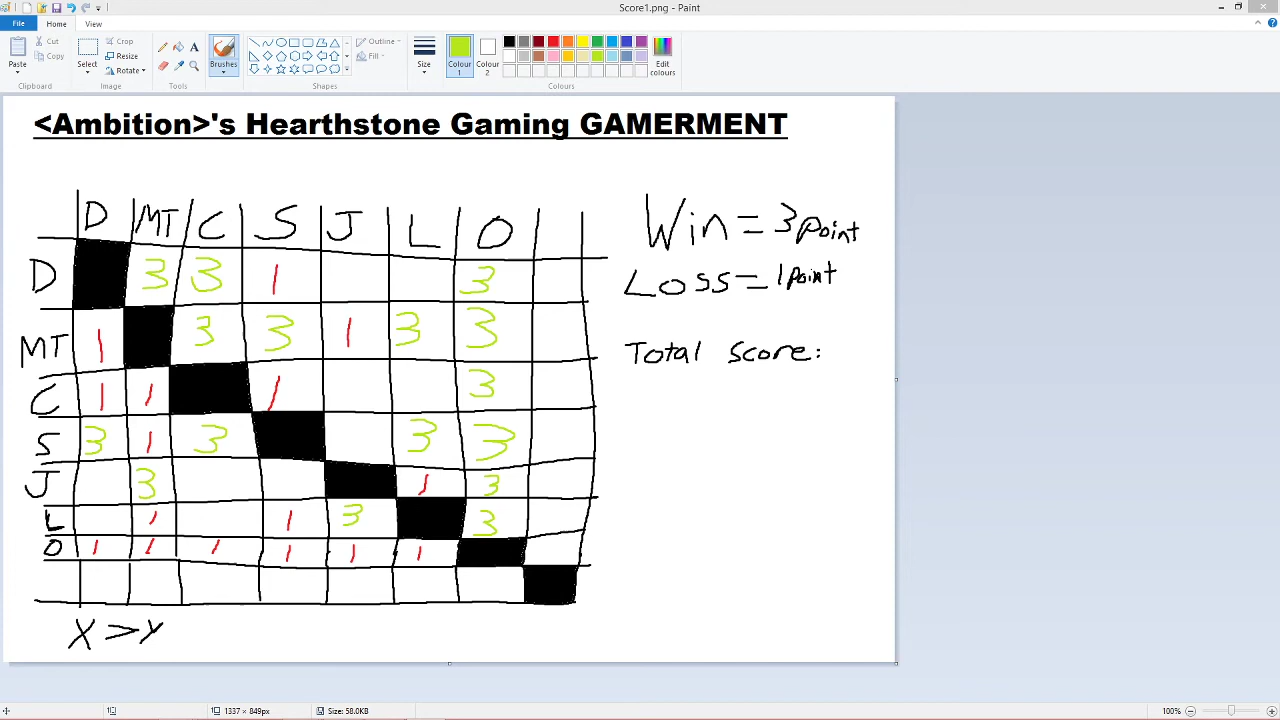 Score1.png - Paint
File Home View
Paste Cut Copy Select Crop Resize Rotate Brushes Outline Fill Size Colour 1 Colour 2 Edit colours
Clipboard Image Tools Shapes Colours
<Ambition>'s Hearthstone Gaming GAMERMENT
D MT C S J L O
D 3 3 1 3
MT 1 3 3 1 3 3
C 1 1 1 3
S 3 1 3 3 3
J 3 1 3
L 1 1 3 3
O 1 1 1 1 1 1
X > Y
Win = 3 point
Loss = 1 point
Total score:
1337 × 849px Size: 58.0KB 100%